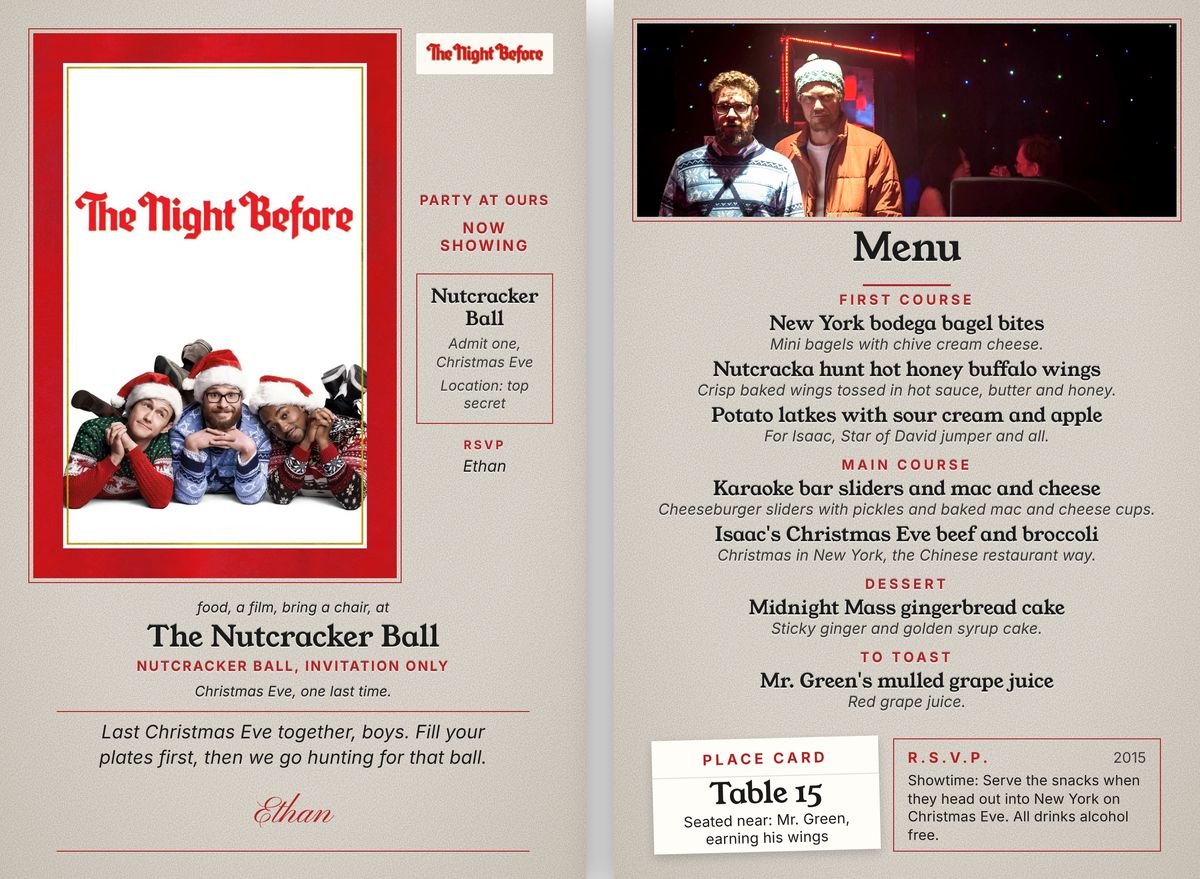 The Night Before
The Night Before
PARTY AT OURS
NOW
SHOWING
Nutcracker
Ball
Admit one,
Christmas Eve
Location: top
secret
RSVP
Ethan
food, a film, bring a chair, at
The Nutcracker Ball
NUTCRACKER BALL, INVITATION ONLY
Christmas Eve, one last time.
Last Christmas Eve together, boys. Fill your
plates first, then we go hunting for that ball.
Ethan
Menu
FIRST COURSE
New York bodega bagel bites
Mini bagels with chive cream cheese.
Nutcracka hunt hot honey buffalo wings
Crisp baked wings tossed in hot sauce, butter and honey.
Potato latkes with sour cream and apple
For Isaac, Star of David jumper and all.
MAIN COURSE
Karaoke bar sliders and mac and cheese
Cheeseburger sliders with pickles and baked mac and cheese cups.
Isaac's Christmas Eve beef and broccoli
Christmas in New York, the Chinese restaurant way.
DESSERT
Midnight Mass gingerbread cake
Sticky ginger and golden syrup cake.
TO TOAST
Mr. Green's mulled grape juice
Red grape juice.
PLACE CARD
Table 15
Seated near: Mr. Green,
earning his wings
R.S.V.P. 2015
Showtime: Serve the snacks when
they head out into New York on
Christmas Eve. All drinks alcohol
free.